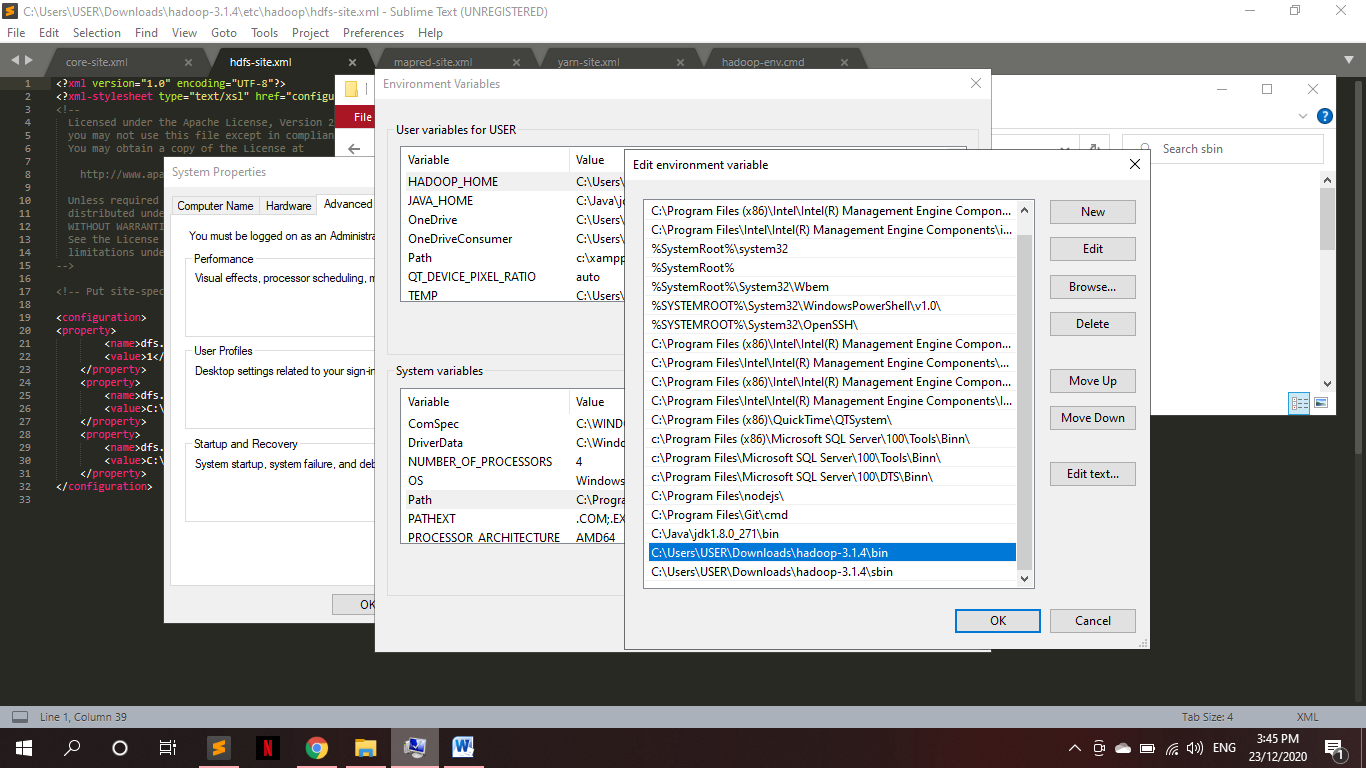 C:\Users\USER\Downloads\hadoop-3.1.4\etc\hadoop\hdfs-site.xml - Sublime Text (UNREGISTERED)
File Edit Selection Find View Goto Tools Project Preferences Help
core-site.xml hdfs-site.xml mapred-site.xml yarn-site.xml hadoop-env.cmd
1 <?xml version="1.0" encoding="UTF-8"?>
2 <?xml-stylesheet type="text/xsl" href="configu
3 <!--
4 Licensed under the Apache License, Version 2
5 you may not use this file except in complian
6 You may obtain a copy of the License at
7
8 http://www.apa
9
10 Unless required
11 distributed unde
12 WITHOUT WARRANTI
13 See the License
14 limitations unde
15 -->
16
17 <!-- Put site-spec
18
19 <configuration>
20 <property>
21 <name>dfs.
22 <value>1</
23 </property>
24 <property>
25 <name>dfs.
26 <value>C:\
27 </property>
28 <property>
29 <name>dfs.
30 <value>C:\
31 </property>
32 </configuration>
33
File
Search sbin
System Properties
Computer Name Hardware Advanced
You must be logged on as an Administra
Performance
Visual effects, processor scheduling, m
User Profiles
Desktop settings related to your sign-in
Startup and Recovery
System startup, system failure, and deb
OK
Environment Variables
User variables for USER
Variable Value
HADOOP_HOME C:\Users\
JAVA_HOME C:\Java\jd
OneDrive C:\Users\
OneDriveConsumer C:\Users\
Path c:\xampp
QT_DEVICE_PIXEL_RATIO auto
TEMP C:\Users\
System variables
Variable Value
ComSpec C:\WIND
DriverData C:\Windo
NUMBER_OF_PROCESSORS 4
OS Windows
Path C:\Progra
PATHEXT .COM;.EX
PROCESSOR_ARCHITECTURE AMD64
Edit environment variable
C:\Program Files (x86)\Intel\Intel(R) Management Engine Compon...
C:\Program Files\Intel\Intel(R) Management Engine Components\i...
%SystemRoot%\system32
%SystemRoot%
%SystemRoot%\System32\Wbem
%SYSTEMROOT%\System32\WindowsPowerShell\v1.0\
%SYSTEMROOT%\System32\OpenSSH\
C:\Program Files (x86)\Intel\Intel(R) Management Engine Compon...
C:\Program Files\Intel\Intel(R) Management Engine Components\...
C:\Program Files (x86)\Intel\Intel(R) Management Engine Compon...
C:\Program Files\Intel\Intel(R) Management Engine Components\I...
C:\Program Files (x86)\QuickTime\QTSystem\
c:\Program Files (x86)\Microsoft SQL Server\100\Tools\Binn\
c:\Program Files\Microsoft SQL Server\100\Tools\Binn\
c:\Program Files\Microsoft SQL Server\100\DTS\Binn\
C:\Program Files\nodejs\
C:\Program Files\Git\cmd
C:\Java\jdk1.8.0_271\bin
C:\Users\USER\Downloads\hadoop-3.1.4\bin
C:\Users\USER\Downloads\hadoop-3.1.4\sbin
New
Edit
Browse...
Delete
Move Up
Move Down
Edit text...
OK Cancel
Line 1, Column 39 Tab Size: 4 XML
ENG 3:45 PM
23/12/2020
1